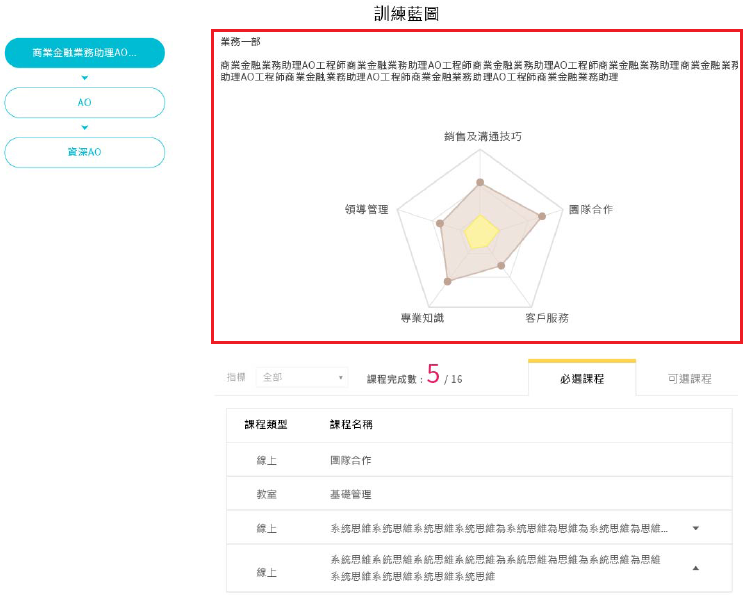 訓練藍圖
商業金融業務助理AO...
AO
資深AO
業務一部
商業金融業務助理AO工程師商業金融業務助理AO工程師商業金融業務助理AO工程師商業金融業務助理商業金融業務
助理AO工程師商業金融業務助理AO工程師商業金融業務助理AO工程師商業金融業務助理
銷售及溝通技巧
領導管理
團隊合作
專業知識
客戶服務
指標 全部 課程完成數 : 5 / 16 必選課程 可選課程
課程類型 課程名稱
線上 團隊合作
教室 基礎管理
線上 系統思維系統思維系統思維系統思維為系統思維為思維為系統思維為思維...
系統思維系統思維系統思維系統思維為系統思維為思維為系統思維為思維
線上
系統思維系統思維系統思維系統思維